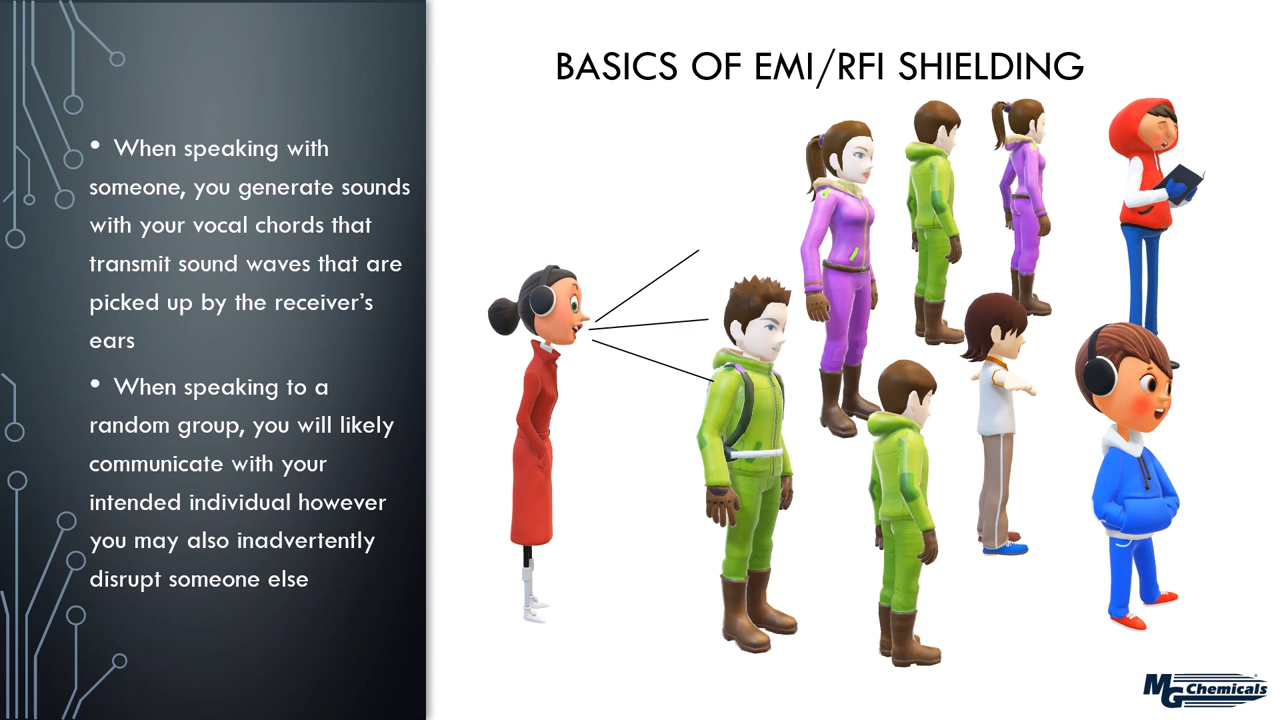 BASICS OF EMI/RFI SHIELDING
• When speaking with
someone, you generate sounds
with your vocal chords that
transmit sound waves that are
picked up by the receiver’s
ears
• When speaking to a
random group, you will likely
communicate with your
intended individual however
you may also inadvertently
disrupt someone else
MG Chemicals